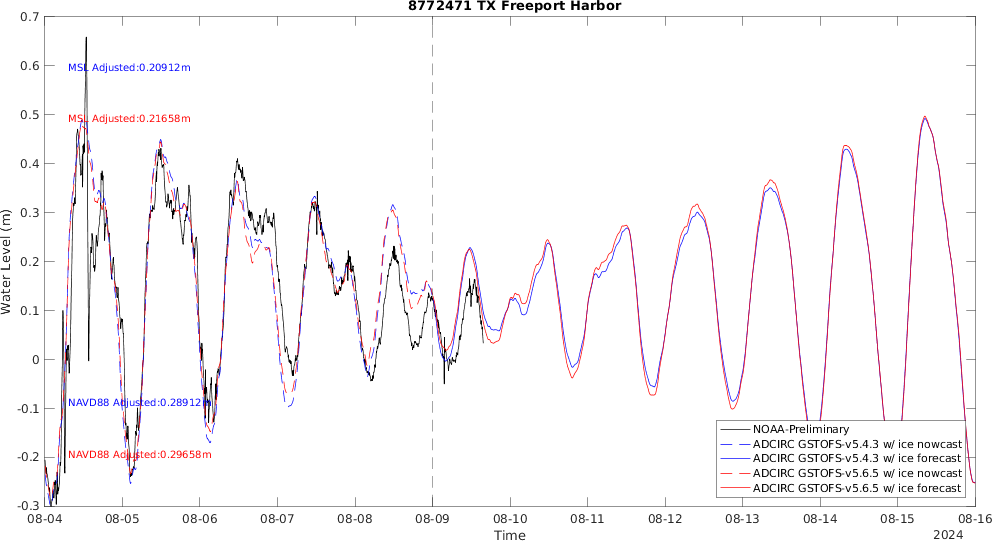 8772471 TX Freeport Harbor
0.7
0.6
0.5
0.4
0.3
0.2
0.1
0
-0.1
-0.2
-0.3
Water Level (m)
MSL Adjusted:0.20912m
MSL Adjusted:0.21658m
NAVD88 Adjusted:0.28912m
NAVD88 Adjusted:0.29658m
NOAA-Preliminary
ADCIRC GSTOFS-v5.4.3 w/ ice nowcast
ADCIRC GSTOFS-v5.4.3 w/ ice forecast
ADCIRC GSTOFS-v5.6.5 w/ ice nowcast
ADCIRC GSTOFS-v5.6.5 w/ ice forecast
08-04 08-05 08-06 08-07 08-08 08-09 08-10 08-11 08-12 08-13 08-14 08-15 08-16
Time
2024